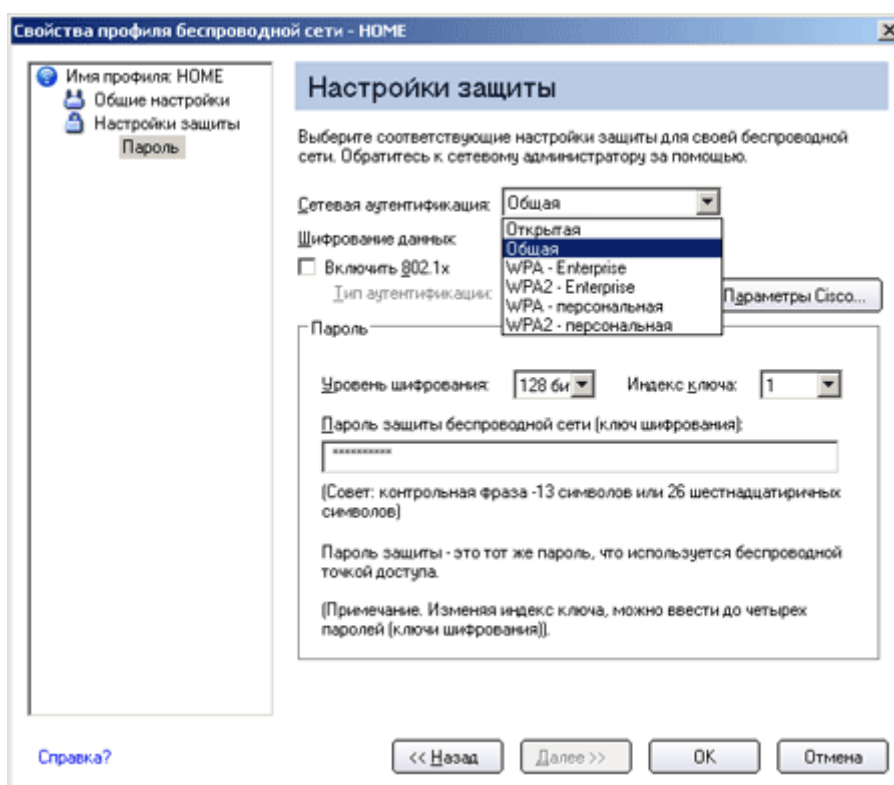 Свойства профиля беспроводной сети - HOME
Имя профиля: HOME
Общие настройки
Настройки защиты
Пароль
Настройки защиты
Выберите соответствующие настройки защиты для своей беспроводной
сети. Обратитесь к сетевому администратору за помощью.
Сетевая аутентификация: Общая
Открытая
Шифрование данных:
Общая
Включить 802.1x
WPA - Enterprise
WPA2 - Enterprise
Тип аутентификации:
Параметры Cisco...
WPA - персональная
WPA2 - персональная
Пароль
Уровень шифрования: 128 би Индекс ключа: 1
Пароль защиты беспроводной сети (ключ шифрования):
**********
(Совет: контрольная фраза -13 символов или 26 шестнадцатиричных
символов)
Пароль защиты - это тот же пароль, что используется беспроводной
точкой доступа.
(Примечание. Изменяя индекс ключа, можно ввести до четырех
паролей (ключи шифрования)).
Справка?
<< Назад
Далее >>
OK
Отмена